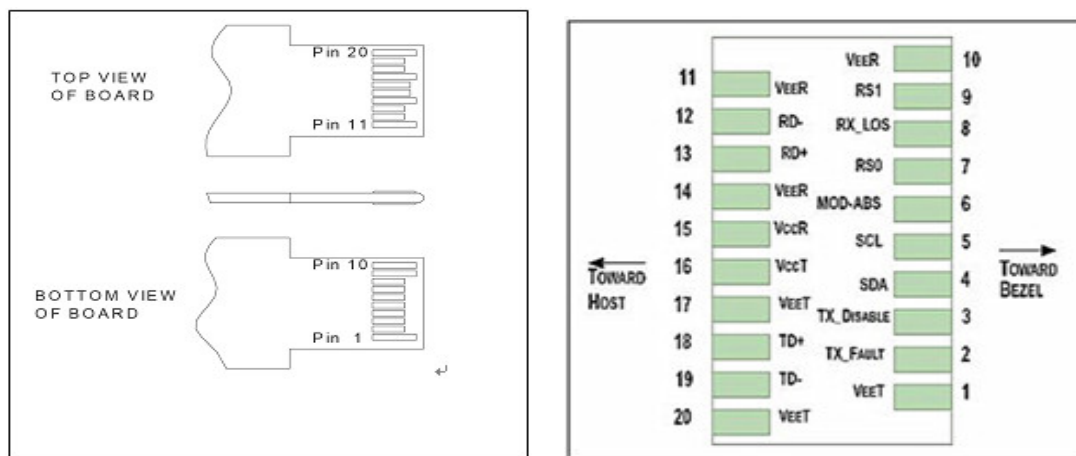 Pin 20
TOP VIEW
OF BOARD
Pin 11
Pin 10
BOTTOM VIEW
OF BOARD
Pin 1
VEER 10
11 VEER RS1 9
12 RD- RX_LOS 8
13 RD+ RS0 7
14 VEER MOD-ABS 6
15 VCCR SCL 5
16 VCCT SDA 4
TOWARD
HOST
TOWARD
BEZEL
17 VEET TX_DISABLE 3
18 TD+ TX_FAULT 2
19 TD- VEET 1
20 VEET